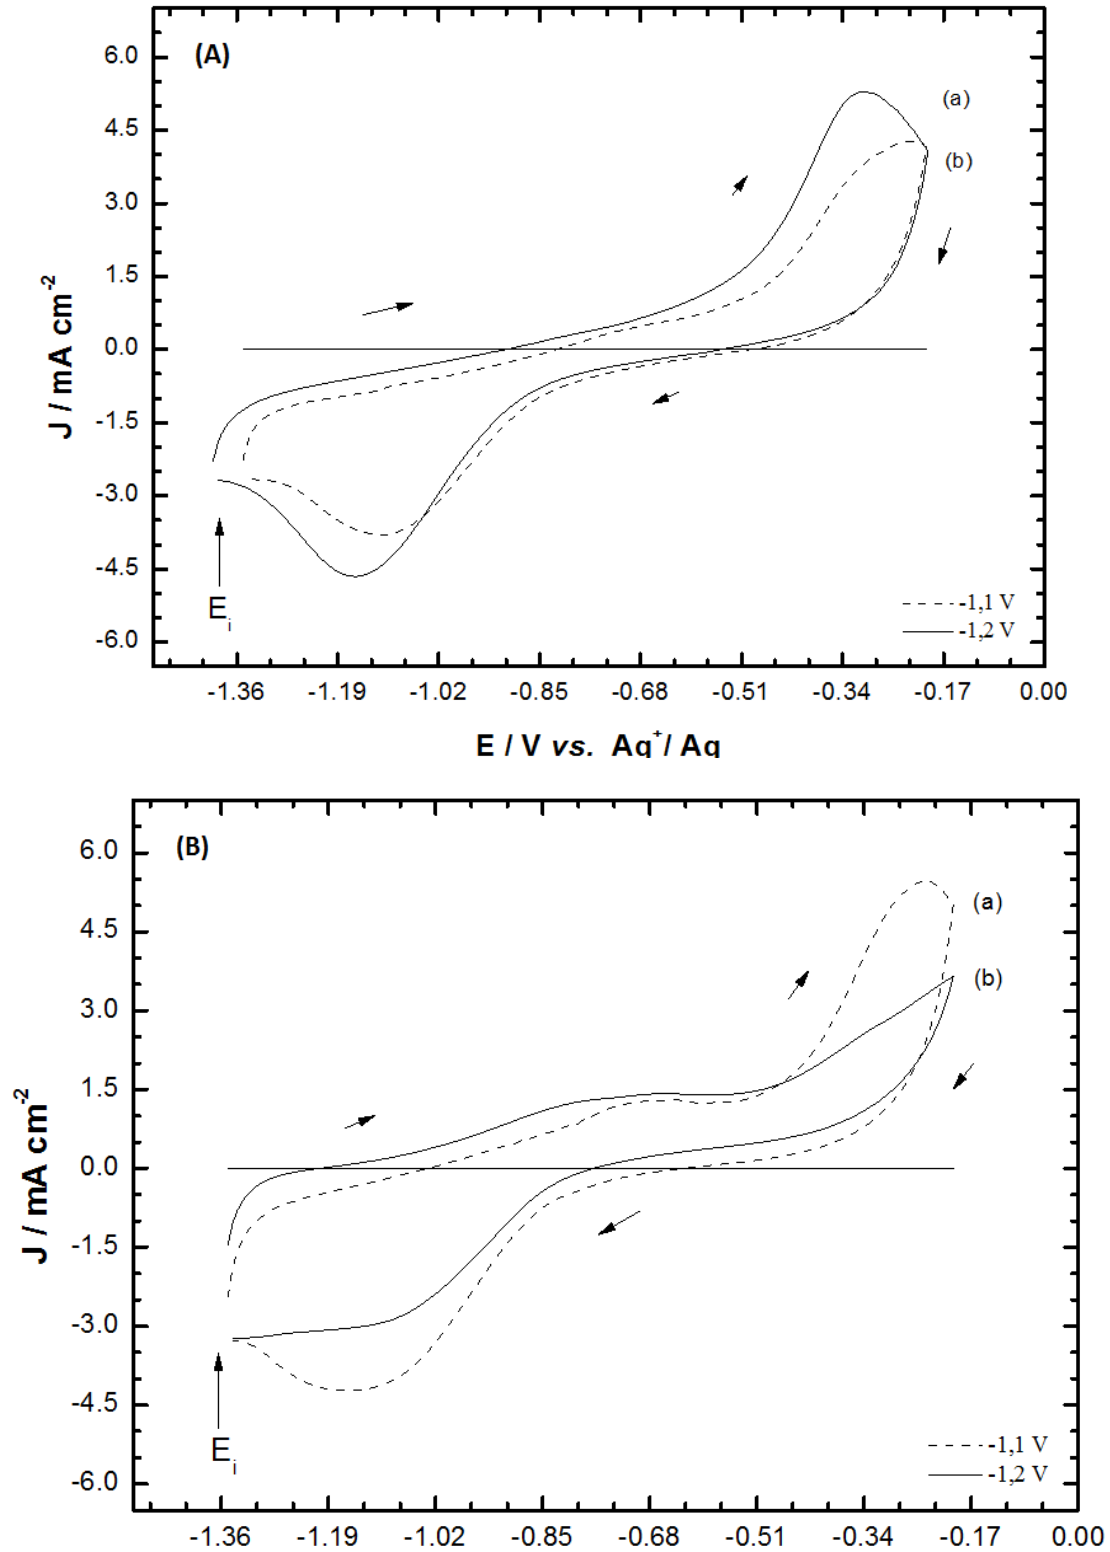 (A)
6.0
4.5
3.0
1.5
0.0
-1.5
-3.0
-4.5
-6.0
J / mA cm-2
(a)
(b)
Ei
-1,1 V
-1,2 V
-1.36 -1.19 -1.02 -0.85 -0.68 -0.51 -0.34 -0.17 0.00
E / V vs. Ag+/ Ag
(B)
6.0
4.5
3.0
1.5
0.0
-1.5
-3.0
-4.5
-6.0
J / mA cm-2
(a)
(b)
Ei
-1,1 V
-1,2 V
-1.36 -1.19 -1.02 -0.85 -0.68 -0.51 -0.34 -0.17 0.00